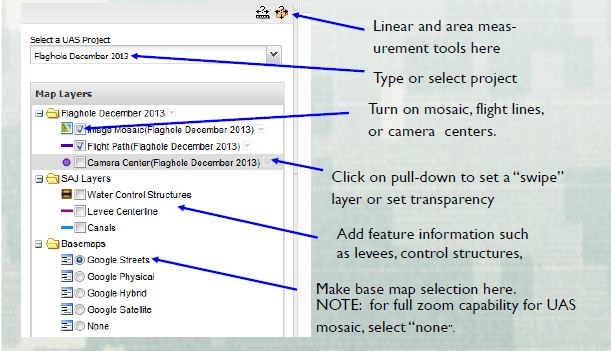 Select a UAS Project
Flaghole December 2013
Map Layers
Flaghole December 2013
Image Mosaic(Flaghole December 2013)
Flight Path(Flaghole December 2013)
Camera Center(Flaghole December 2013)
SAJ Layers
Water Control Structures
Levee Centerline
Canals
Basemaps
Google Streets
Google Physical
Google Hybrid
Google Satellite
None
Linear and area meas-
urement tools here
Type or select project
Turn on mosaic, flight lines,
or camera centers.
Click on pull-down to set a “swipe”
layer or set transparency
Add feature information such
as levees, control structures,
Make base map selection here.
NOTE: for full zoom capability for UAS
mosaic, select “none”.